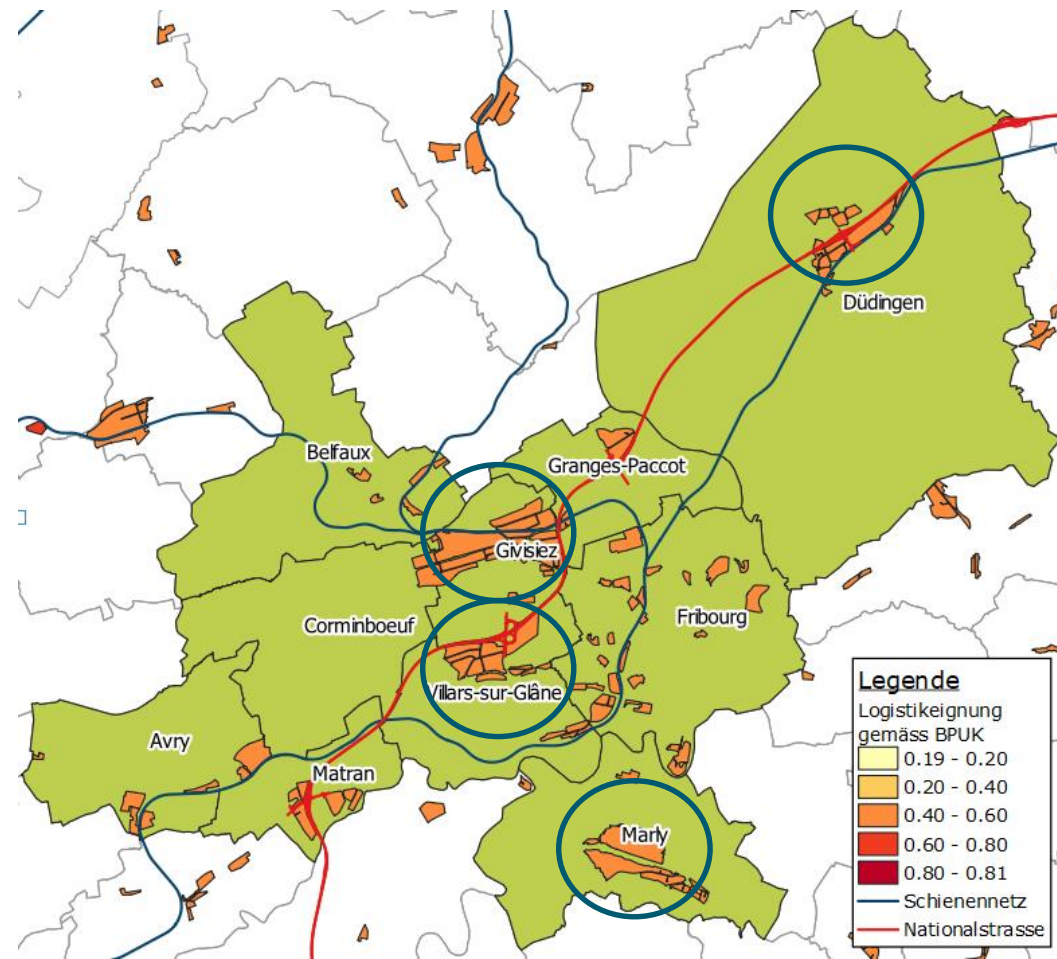 Düdingen
Belfaux
Granges-Paccot
Givisiez
Corminboeuf
Fribourg
Villars-sur-Glâne
Avry
Matran
Marly
Legende
Logistikeignung
gemäss BPUK
0.19 - 0.20
0.20 - 0.40
0.40 - 0.60
0.60 - 0.80
0.80 - 0.81
Schienennetz
Nationalstrasse